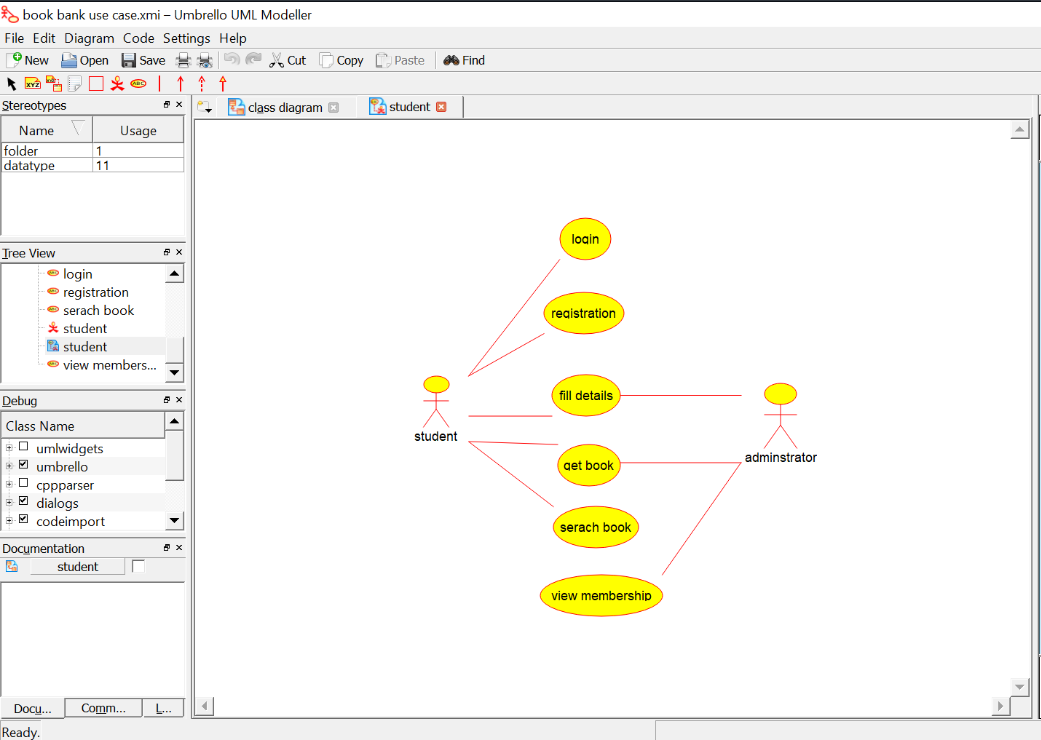 book bank use case.xmi – Umbrello UML Modeller
File Edit Diagram Code Settings Help
New Open Save Cut Copy Paste Find
XYZ ABC
Stereotypes
class diagram student
Name Usage
folder 1
datatype 11
Tree View
login
registration
serach book
student
student
view members...
Debug
Class Name
umlwidgets
umbrello
cppparser
dialogs
codeimport
Documentation
student
Docu... Comm... L...
Ready.
login
registration
fill details
student
adminstrator
get book
serach book
view membership